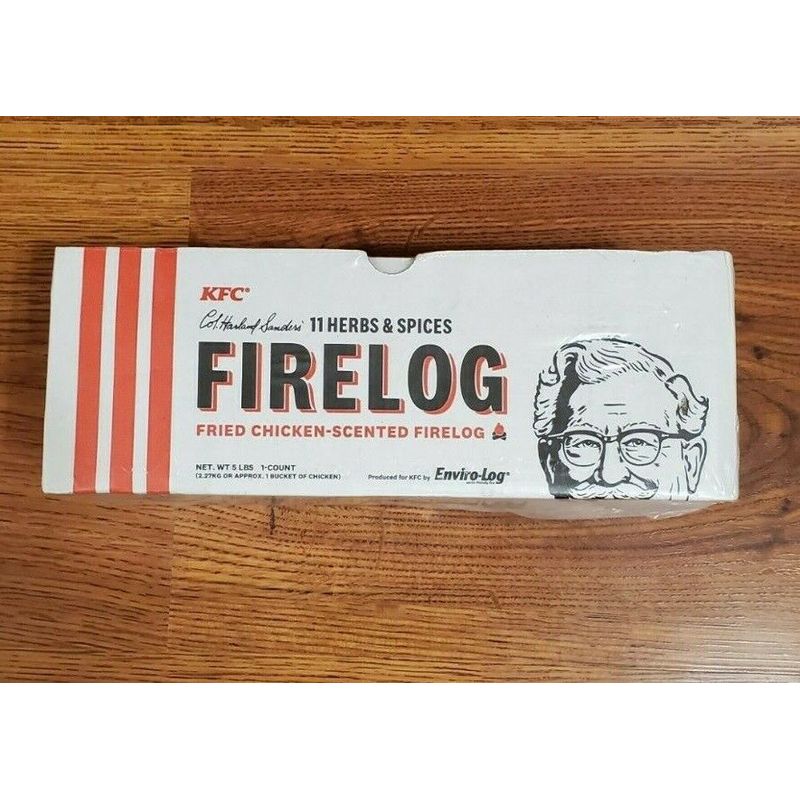 KFC®
Col. Harland Sanders' 11 HERBS & SPICES
FIRELOG
FRIED CHICKEN-SCENTED FIRELOG
NET. WT 5 LBS 1-COUNT
(2.27KG OR APPROX. 1 BUCKET OF CHICKEN)
Produced for KFC by Enviro-Log®